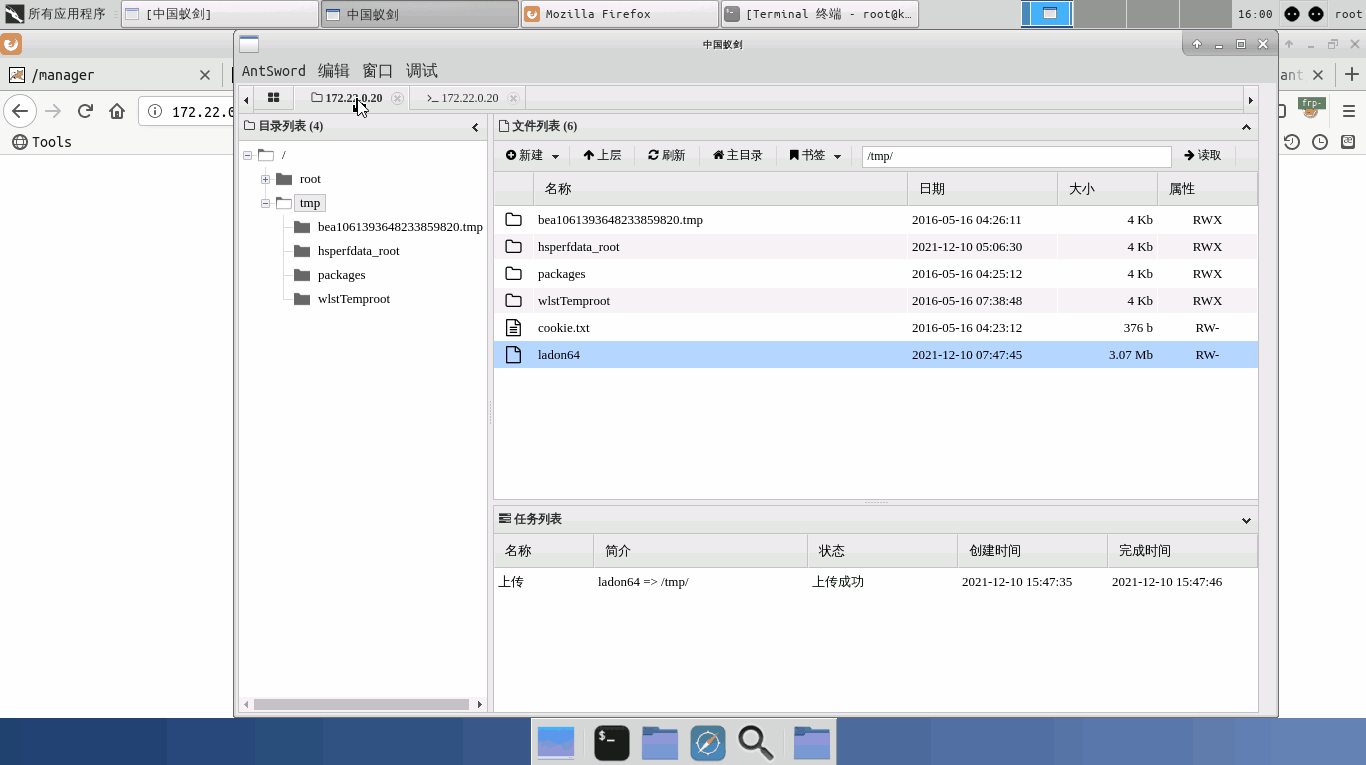 所有应用程序 [中国蚁剑] 中国蚁剑 Mozilla Firefox [Terminal 终端 - root@k… 16:00 root
中国蚁剑
/manager
AntSword 编辑 窗口 调试
ant
172.22.0
172.22.0.20 >_ 172.22.0.20
frp-
Tools
目录列表 (4)
/
root
tmp
bea1061393648233859820.tmp
hsperfdata_root
packages
wlstTemproot
文件列表 (6)
新建 上层 刷新 主目录 书签 /tmp/ 读取
名称 日期 大小 属性
bea1061393648233859820.tmp 2016-05-16 04:26:11 4 Kb RWX
hsperfdata_root 2021-12-10 05:06:30 4 Kb RWX
packages 2016-05-16 04:25:12 4 Kb RWX
wlstTemproot 2016-05-16 07:38:48 4 Kb RWX
cookie.txt 2016-05-16 04:23:12 376 b RW-
ladon64 2021-12-10 07:47:45 3.07 Mb RW-
任务列表
名称 简介 状态 创建时间 完成时间
上传 ladon64 => /tmp/ 上传成功 2021-12-10 15:47:35 2021-12-10 15:47:46
$_